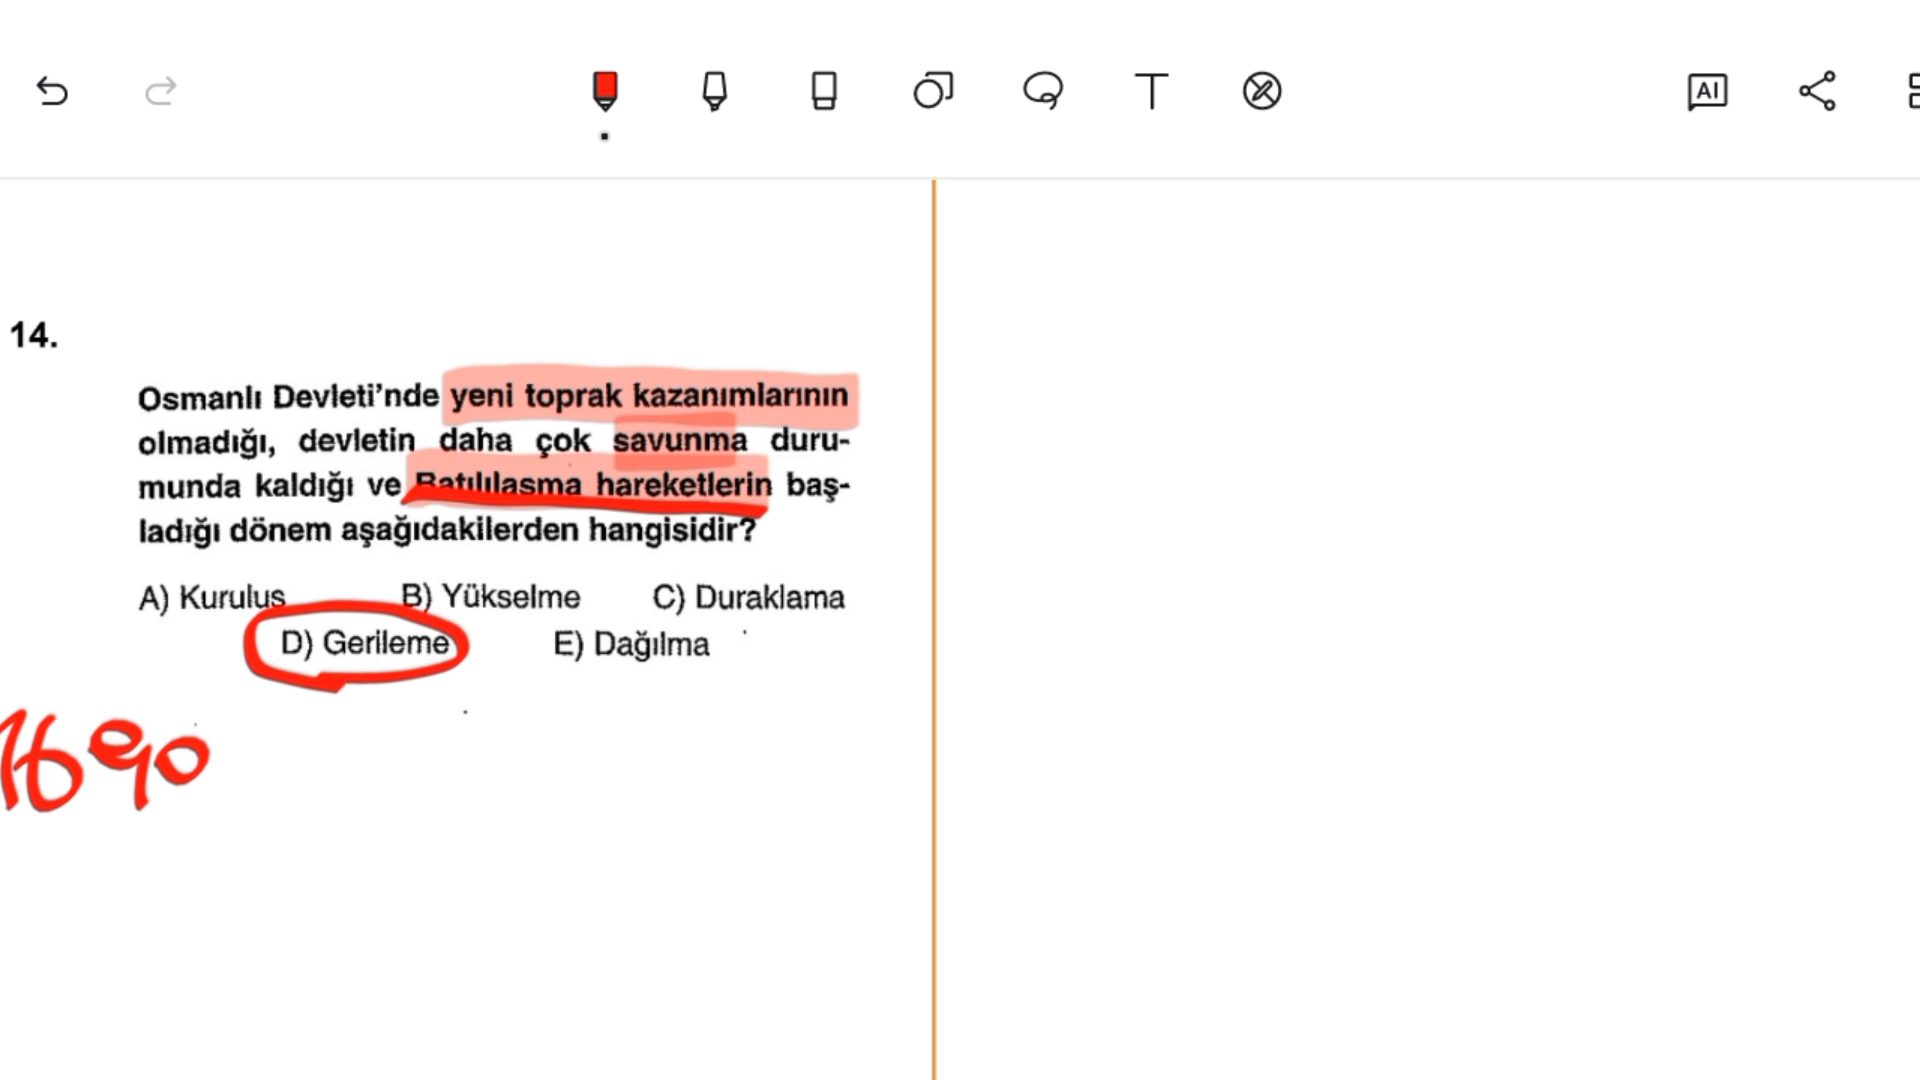 T
AI
14.
Osmanlı Devleti'nde yeni toprak kazanımlarının
olmadığı, devletin daha çok savunma duru-
munda kaldığı ve Batılılaşma hareketlerin baş-
ladığı dönem aşağıdakilerden hangisidir?
A) Kuruluş B) Yükselme C) Duraklama
D) Gerileme E) Dağılma
1690